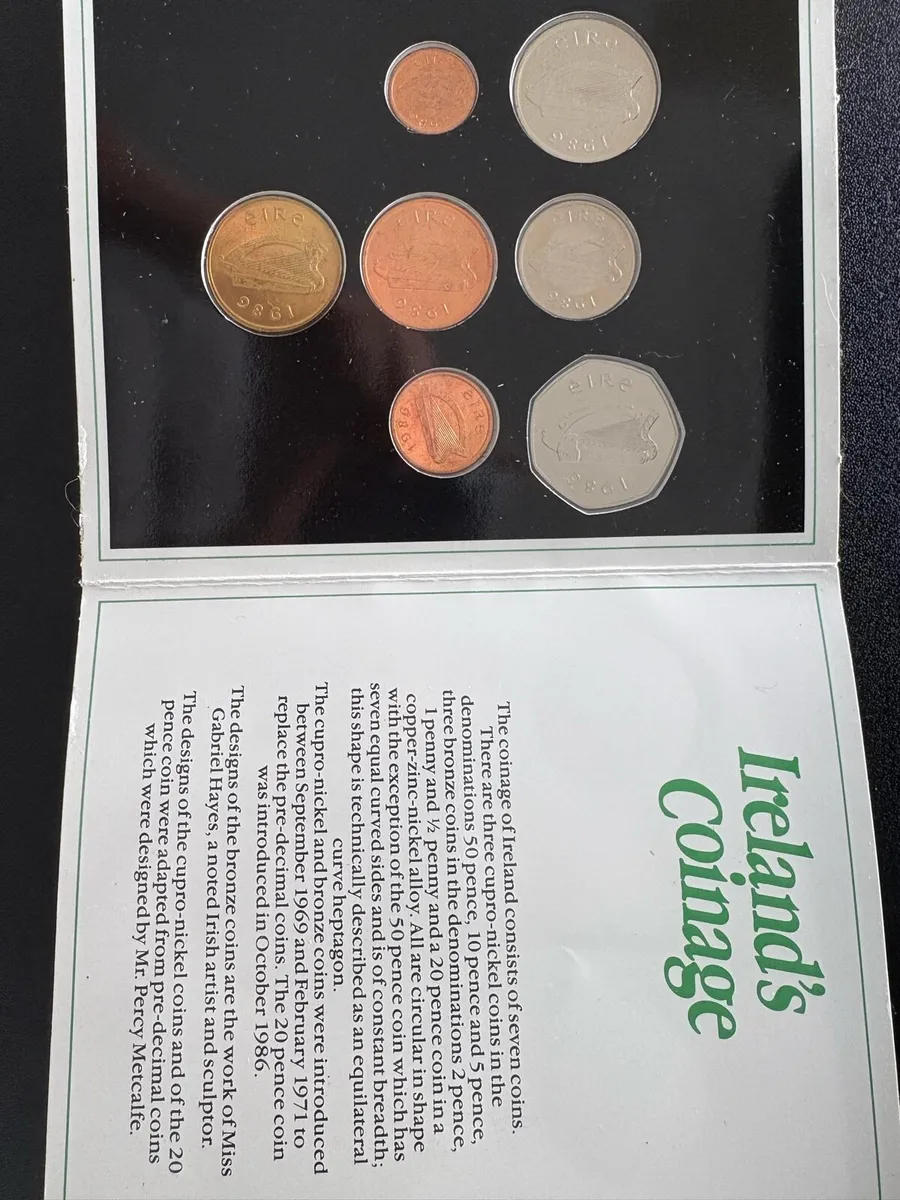 EIRE
1986
EIRE
1986
EIRE
1986
EIRE
1986
EIRE
1986
EIRE
1986
EIRE
1986
Ireland's
Coinage
The coinage of Ireland consists of seven coins.
There are three cupro-nickel coins in the
denominations 50 pence, 10 pence and 5 pence,
three bronze coins in the denominations 2 pence,
1 penny and ½ penny and a 20 pence coin in a
copper-zinc-nickel alloy. All are circular in shape
with the exception of the 50 pence coin which has
seven equal curved sides and is of constant breadth;
this shape is technically described as an equilateral
curve heptagon.
The cupro-nickel and bronze coins were introduced
between September 1969 and February 1971 to
replace the pre-decimal coins. The 20 pence coin
was introduced in October 1986.
The designs of the bronze coins are the work of Miss
Gabriel Hayes, a noted Irish artist and sculptor.
The designs of the cupro-nickel coins and of the 20
pence coin were adapted from pre-decimal coins
which were designed by Mr. Percy Metcalfe.